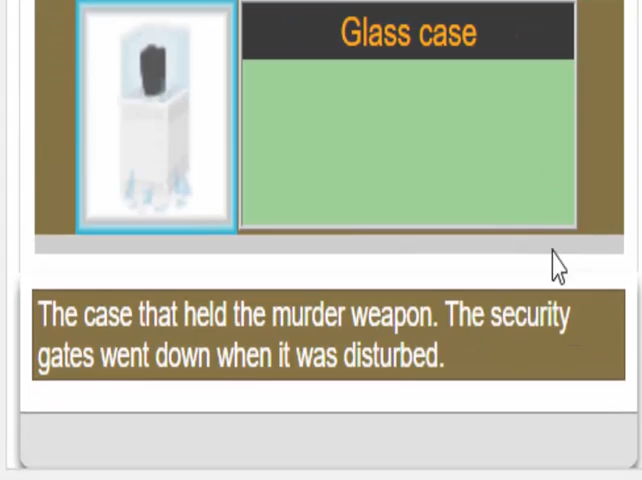 Glass case
The case that held the murder weapon. The security
gates went down when it was disturbed.